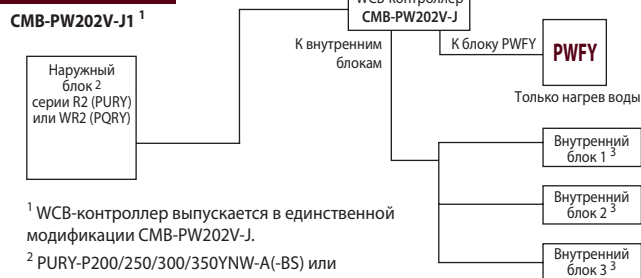 WCB-контроллер
CMB-PW202V-J
CMB-PW202V-J1 ¹
К внутренним
блокам
К блоку PWFY
PWFY
Только нагрев воды
Наружный
блок ²
серии R2 (PURY)
или WR2 (PQRY)
Внутренний
блок 1 ³
Внутренний
блок 2 ³
Внутренний
блок 3 ³
¹ WCB-контроллер выпускается в единственной
модификации CMB-PW202V-J.
² PURY-P200/250/300/350YNW-A(-BS) или